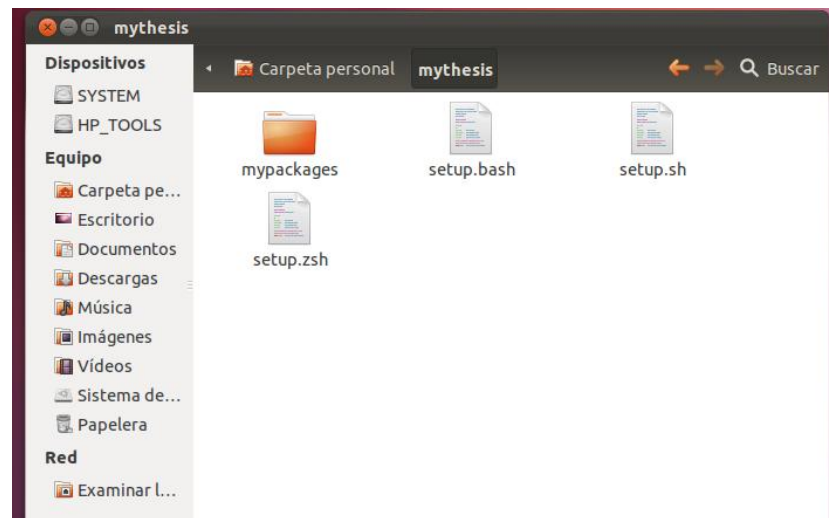 mythesis
Dispositivos
SYSTEM
HP_TOOLS
Equipo
Carpeta pe...
Escritorio
Documentos
Descargas
Música
Imágenes
Vídeos
Sistema de...
Papelera
Red
Examinar l...
Carpeta personal
mythesis
Buscar
mypackages
setup.bash
setup.sh
setup.zsh